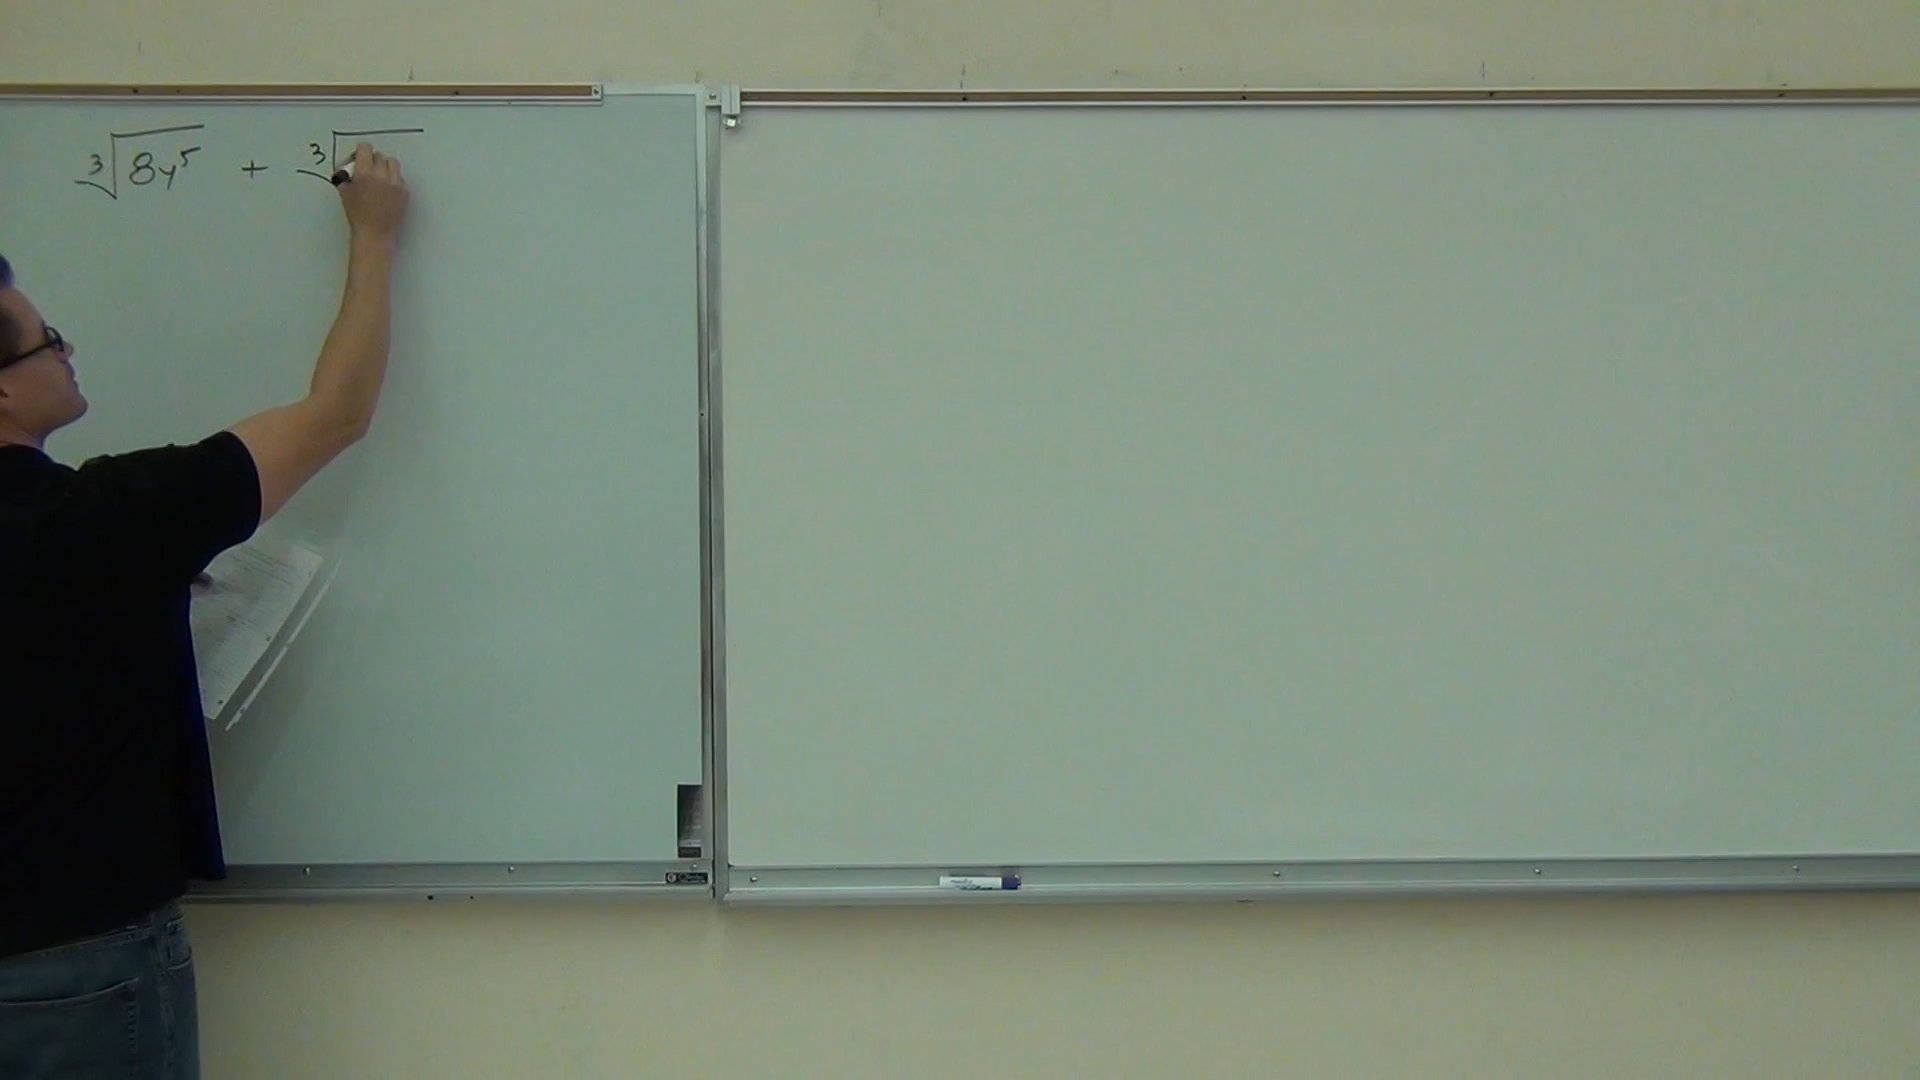 ∛(8y⁵) + ∛